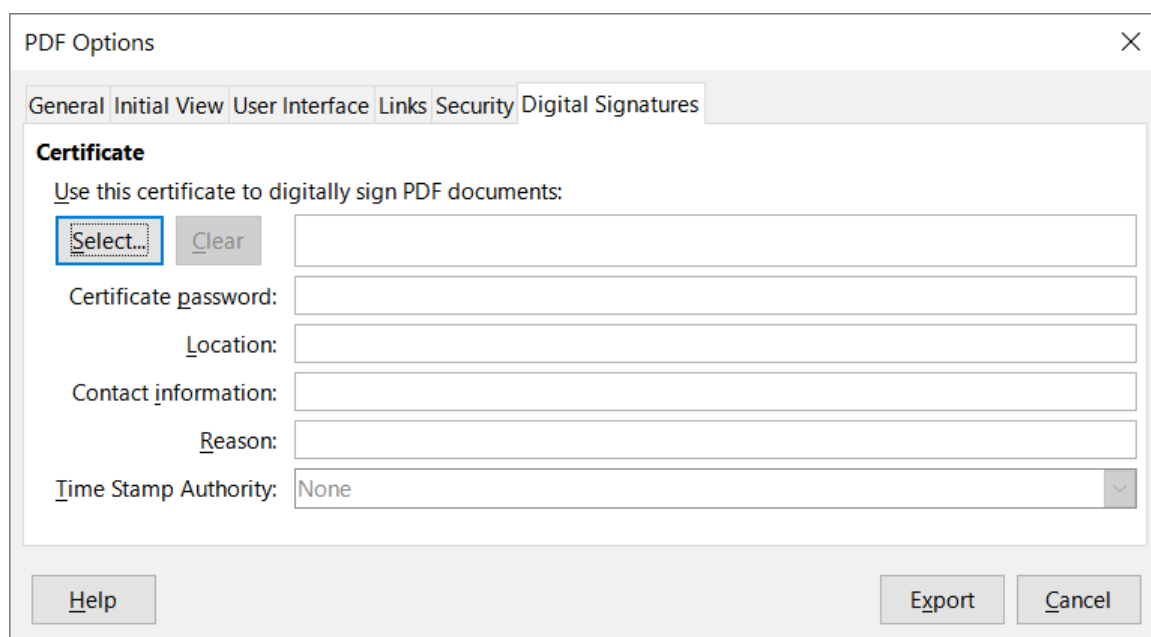 PDF Options
General Initial View User Interface Links Security Digital Signatures
Certificate
Use this certificate to digitally sign PDF documents:
Select... Clear
Certificate password:
Location:
Contact information:
Reason:
Time Stamp Authority: None
Help Export Cancel